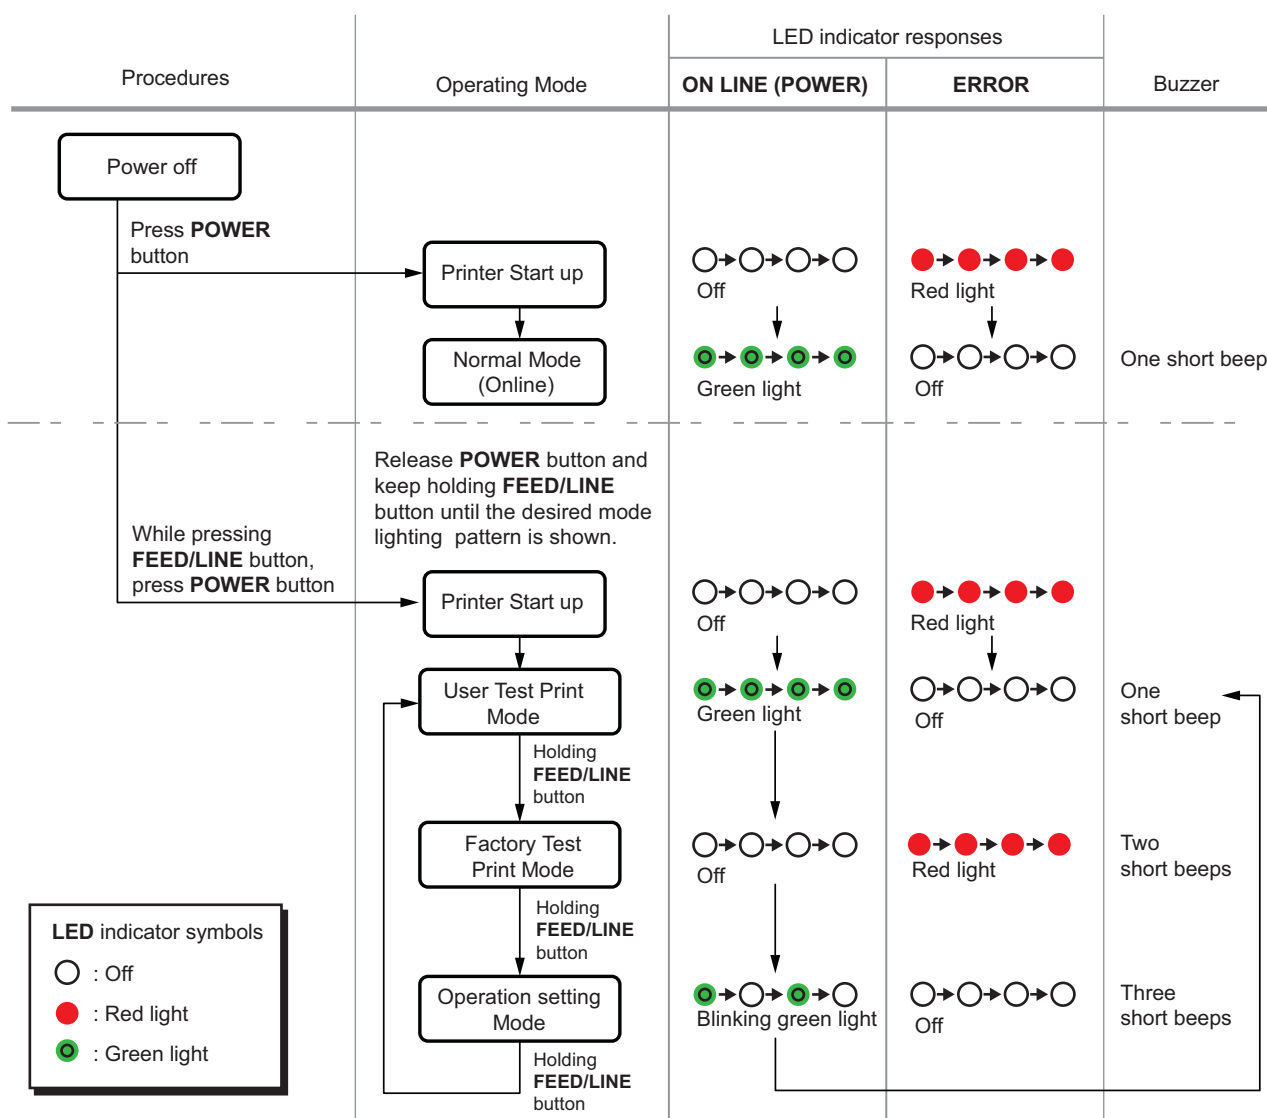 LED indicator responses
Procedures
Operating Mode
ON LINE (POWER)
ERROR
Buzzer
Power off
Press POWER
button
Printer Start up
Off
Red light
Normal Mode
(Online)
Green light
Off
One short beep
Release POWER button and
keep holding FEED/LINE
button until the desired mode
lighting pattern is shown.
While pressing
FEED/LINE button,
press POWER button
Printer Start up
Off
Red light
User Test Print
Mode
Green light
Off
One
short beep
Holding
FEED/LINE
button
Factory Test
Print Mode
Off
Red light
Two
short beeps
Holding
FEED/LINE
button
Operation setting
Mode
Blinking green light
Off
Three
short beeps
Holding
FEED/LINE
button
LED indicator symbols
: Off
: Red light
: Green light